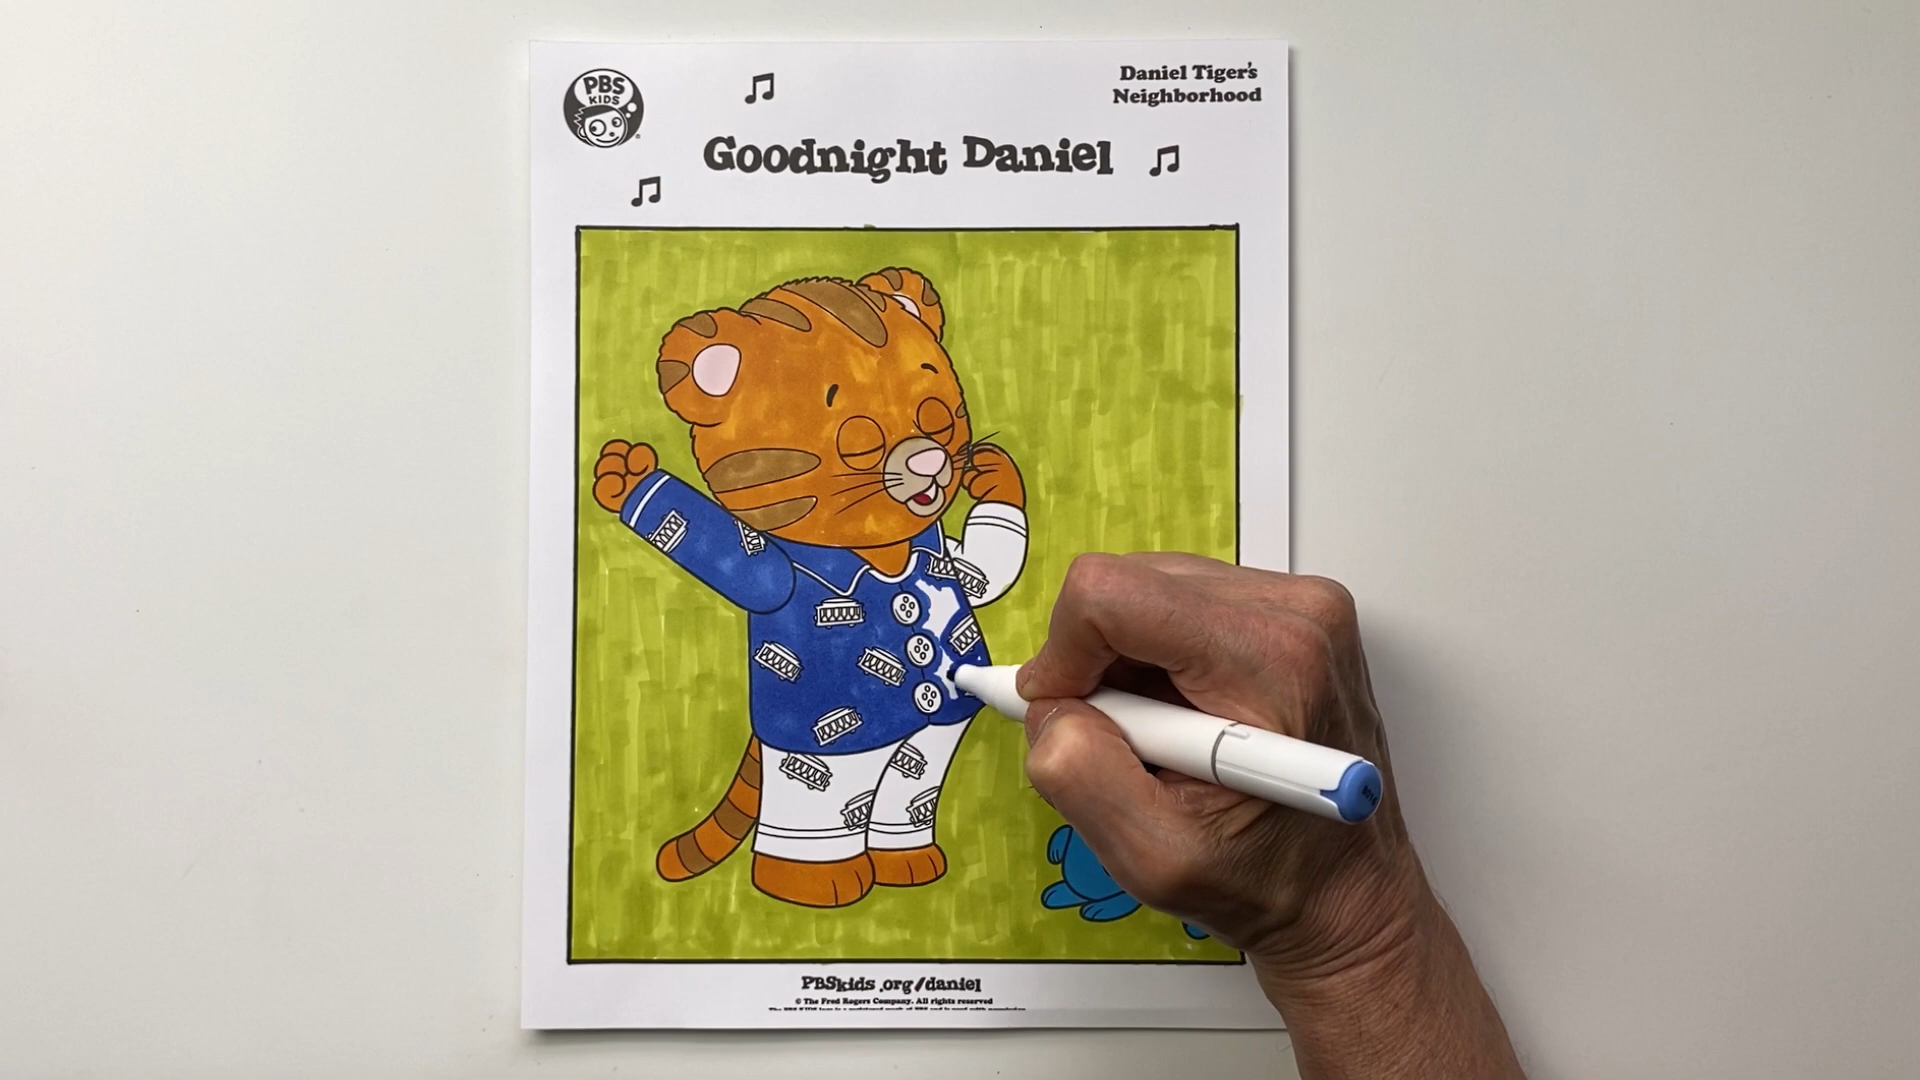 PBS
KIDS
Daniel Tiger's
Neighborhood
Goodnight Daniel
PBSkids.org/daniel
© The Fred Rogers Company. All rights reserved